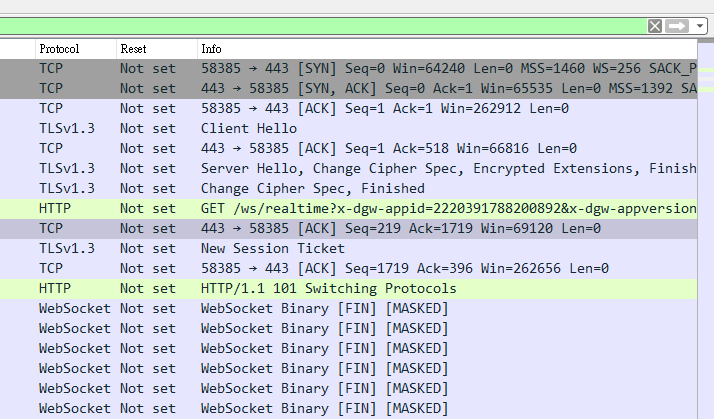 Protocol Reset Info
TCP Not set 58385 → 443 [SYN] Seq=0 Win=64240 Len=0 MSS=1460 WS=256 SACK_P
TCP Not set 443 → 58385 [SYN, ACK] Seq=0 Ack=1 Win=65535 Len=0 MSS=1392 SA
TCP Not set 58385 → 443 [ACK] Seq=1 Ack=1 Win=262912 Len=0
TLSv1.3 Not set Client Hello
TCP Not set 443 → 58385 [ACK] Seq=1 Ack=518 Win=66816 Len=0
TLSv1.3 Not set Server Hello, Change Cipher Spec, Encrypted Extensions, Finish
TLSv1.3 Not set Change Cipher Spec, Finished
HTTP Not set GET /ws/realtime?x-dgw-appid=2220391788200892&x-dgw-appversion
TCP Not set 443 → 58385 [ACK] Seq=219 Ack=1719 Win=69120 Len=0
TLSv1.3 Not set New Session Ticket
TCP Not set 58385 → 443 [ACK] Seq=1719 Ack=396 Win=262656 Len=0
HTTP Not set HTTP/1.1 101 Switching Protocols
WebSocket Not set WebSocket Binary [FIN] [MASKED]
WebSocket Not set WebSocket Binary [FIN] [MASKED]
WebSocket Not set WebSocket Binary [FIN] [MASKED]
WebSocket Not set WebSocket Binary [FIN] [MASKED]
WebSocket Not set WebSocket Binary [FIN] [MASKED]
WebSocket Not set WebSocket Binary [FIN] [MASKED]